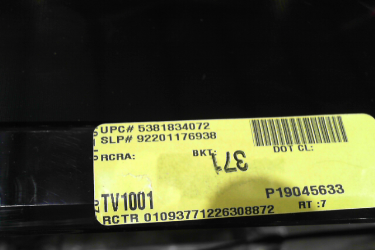 UPC# 5381834072
SLP# 92201176938
RCRA: BKT: DOT CL:
371
TV1001 P19045633
RT :7
RCTR 01093771226308872